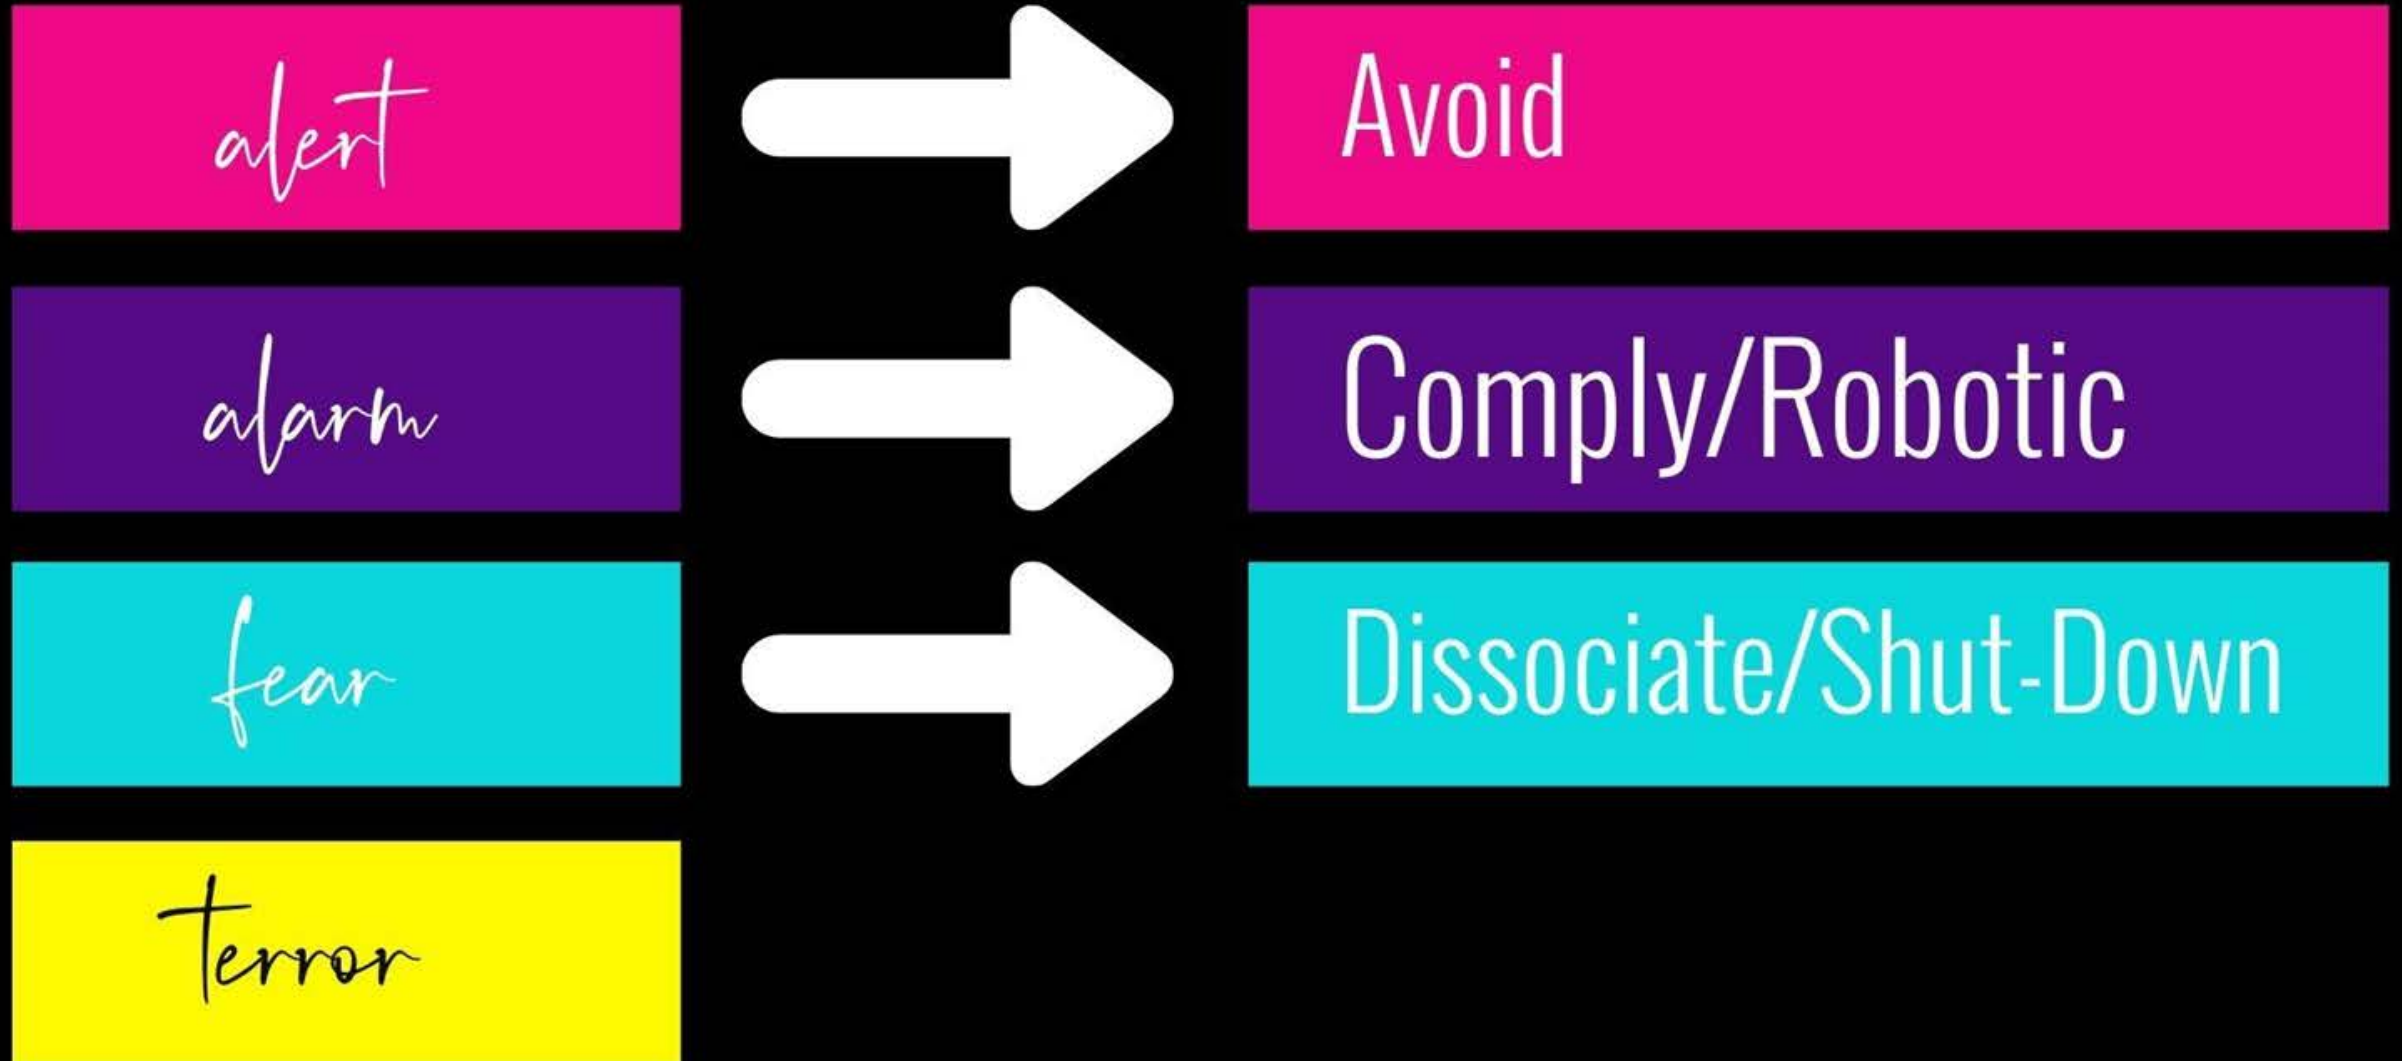 alert
Avoid
alarm
Comply/Robotic
fear
Dissociate/Shut-Down
terror